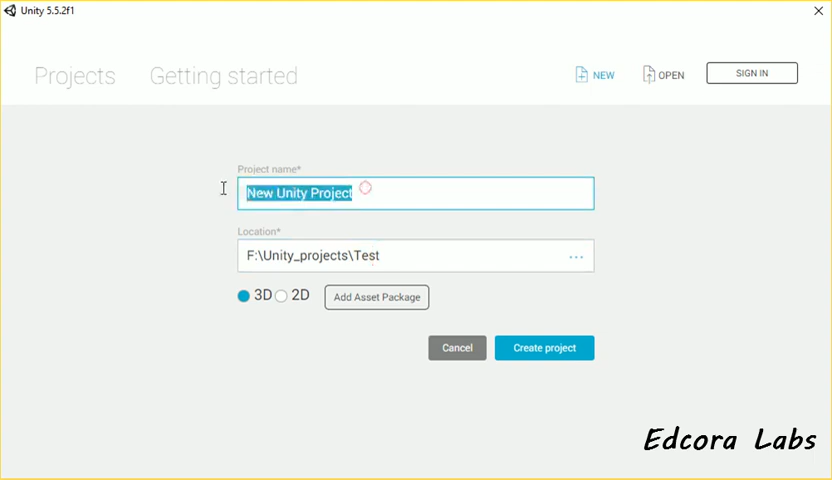 Unity 5.5.2f1
Projects Getting started NEW OPEN SIGN IN
Project name*
New Unity Project
Location*
F:\Unity_projects\Test ...
3D 2D Add Asset Package
Cancel Create project
Edcora Labs